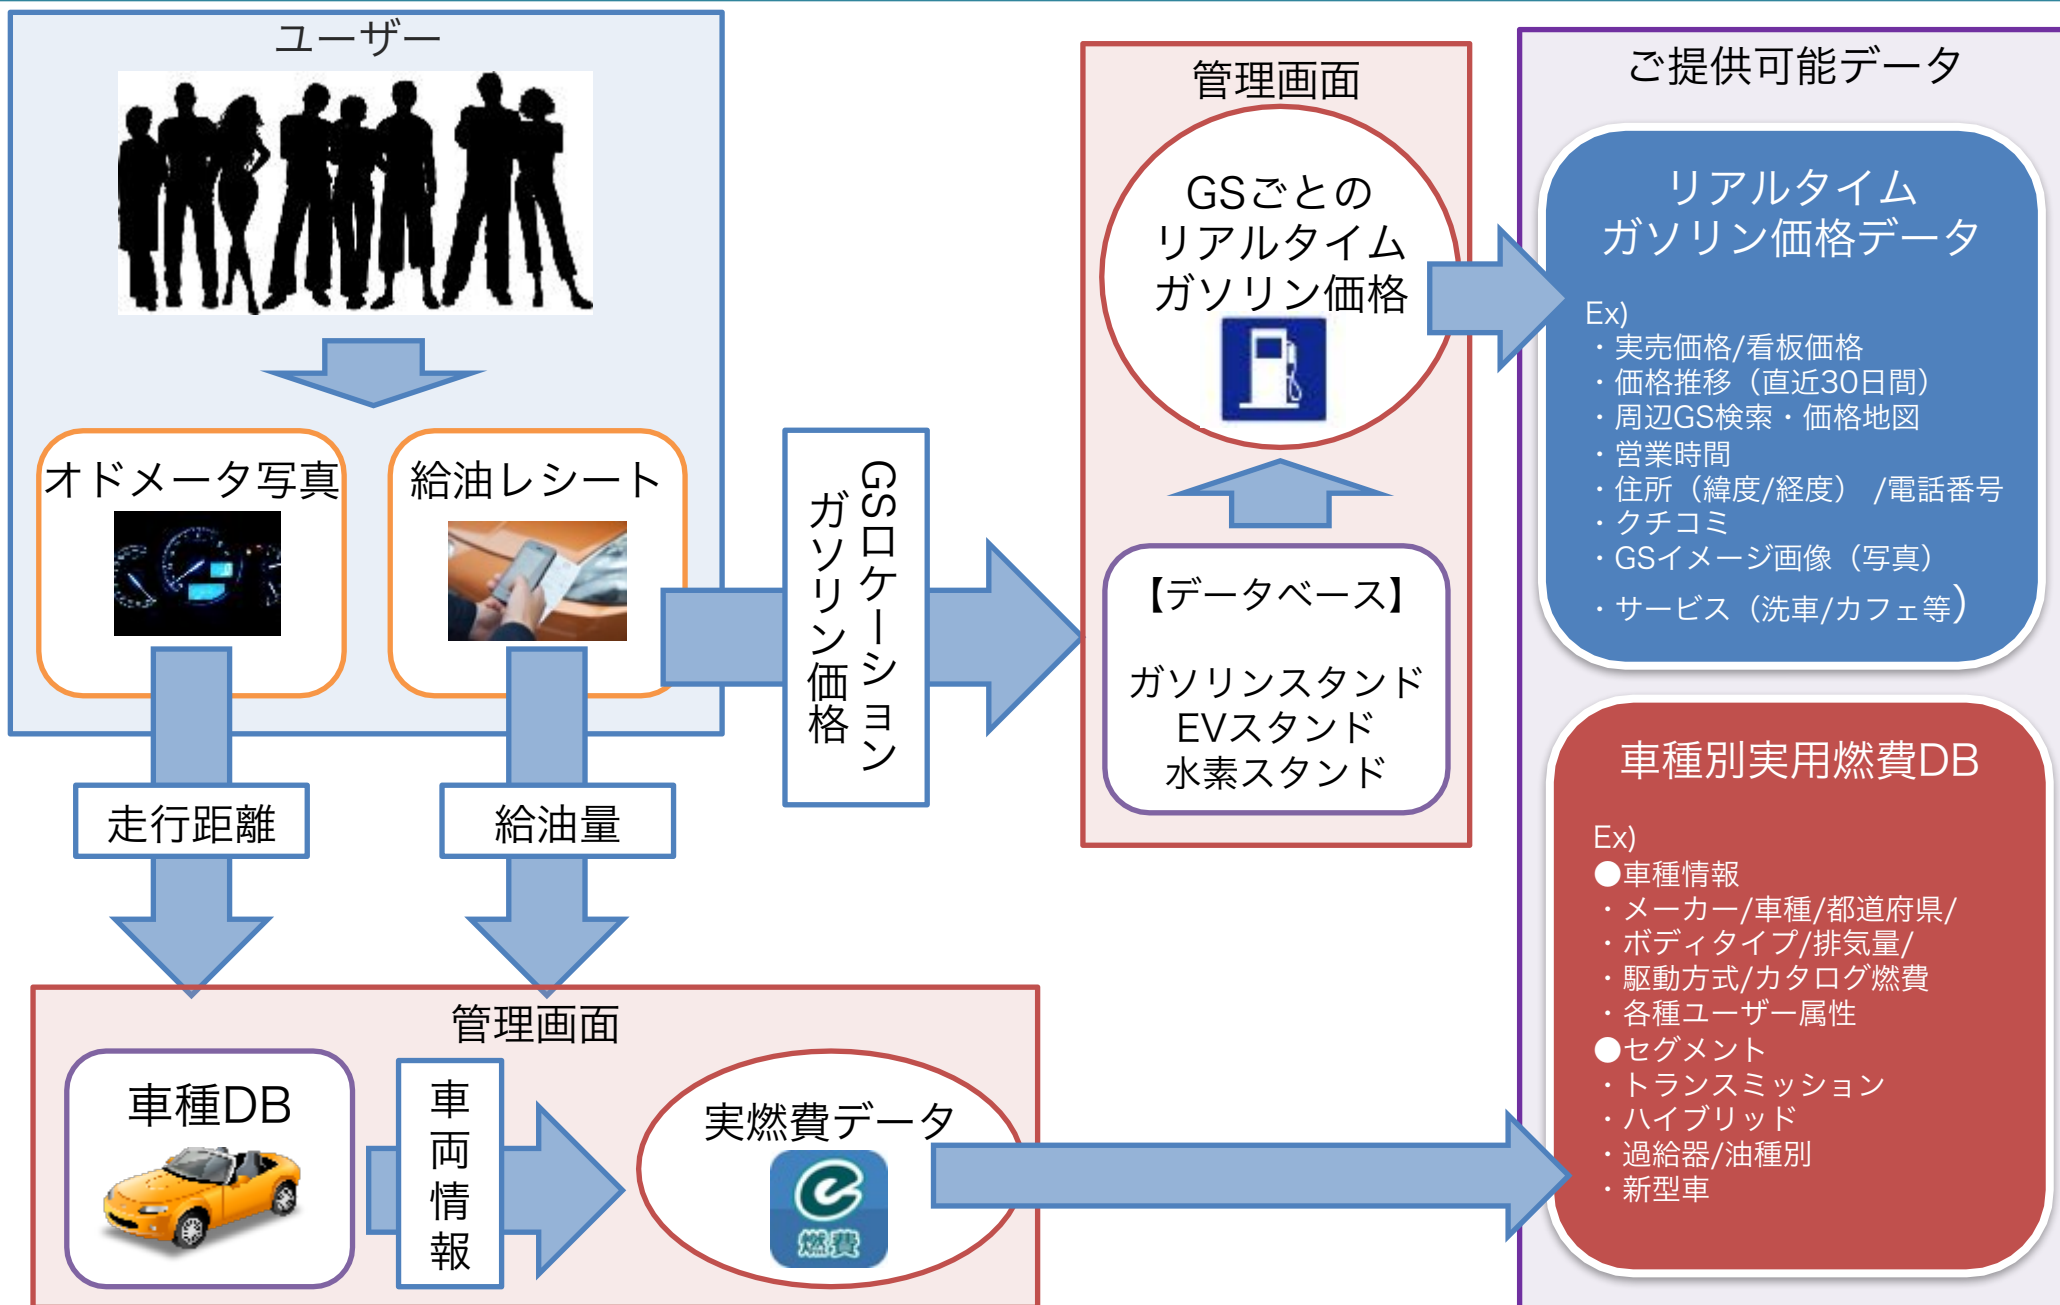 ユーザー
オドメータ写真
給油レシート
走行距離
給油量
GSロケーション
ガソリン価格
管理画面
GSごとの
リアルタイム
ガソリン価格
【データベース】
ガソリンスタンド
EVスタンド
水素スタンド
管理画面
車種DB
車両情報
実燃費データ
e
燃費
ご提供可能データ
リアルタイム
ガソリン価格データ
Ex)
・実売価格/看板価格
・価格推移（直近30日間）
・周辺GS検索・価格地図
・営業時間
・住所（緯度/経度） /電話番号
・クチコミ
・GSイメージ画像（写真）
・サービス（洗車/カフェ等)
車種別実用燃費DB
Ex)
●車種情報
・メーカー/車種/都道府県/
・ボディタイプ/排気量/
・駆動方式/カタログ燃費
・各種ユーザー属性
●セグメント
・トランスミッション
・ハイブリッド
・過給器/油種別
・新型車